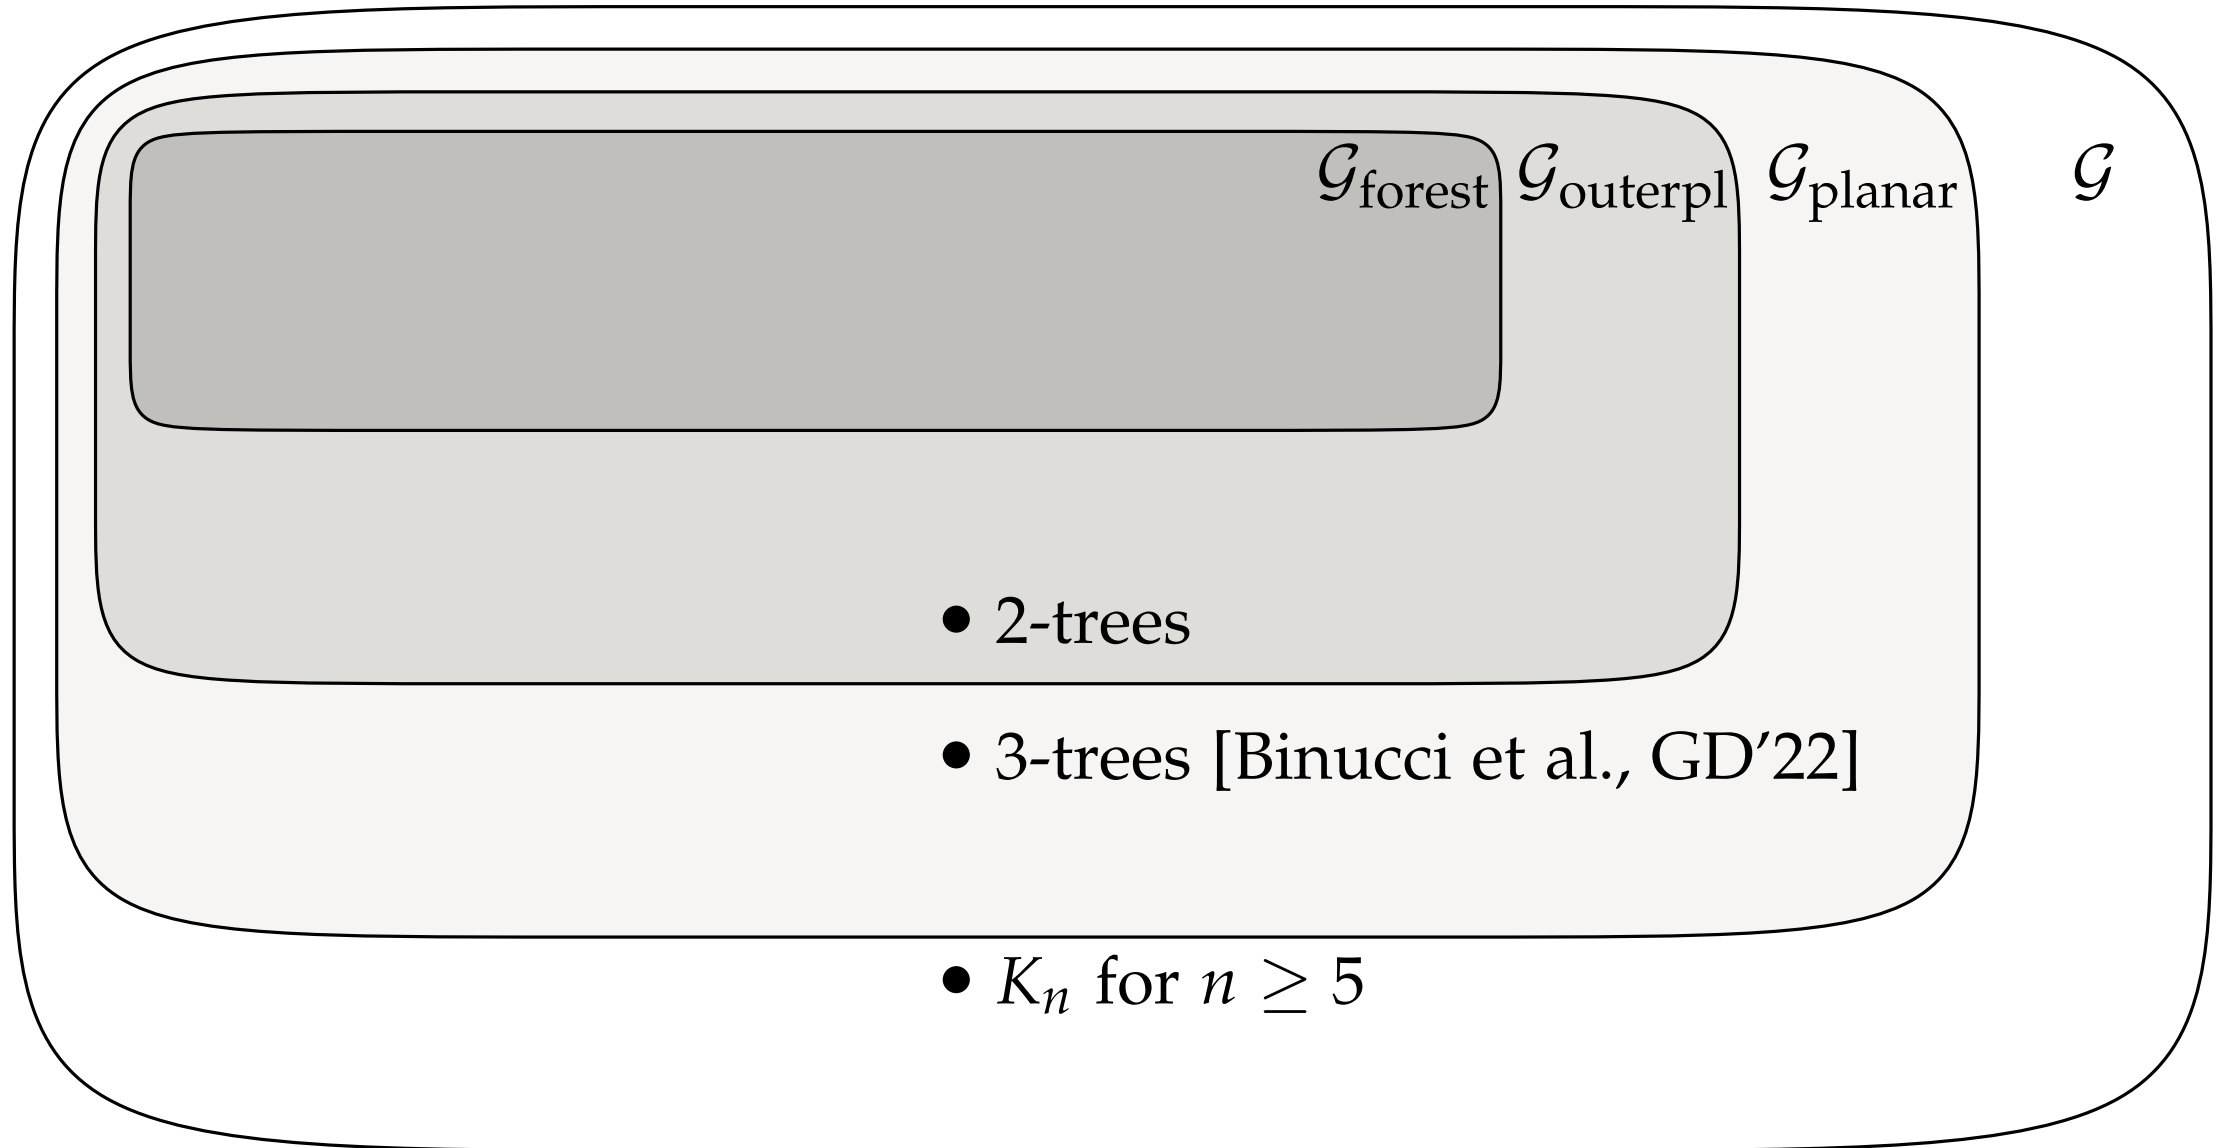 𝒢forest 𝒢outerpl 𝒢planar 𝒢
• 2-trees
• 3-trees [Binucci et al., GD’22]
• Kn for n ≥ 5